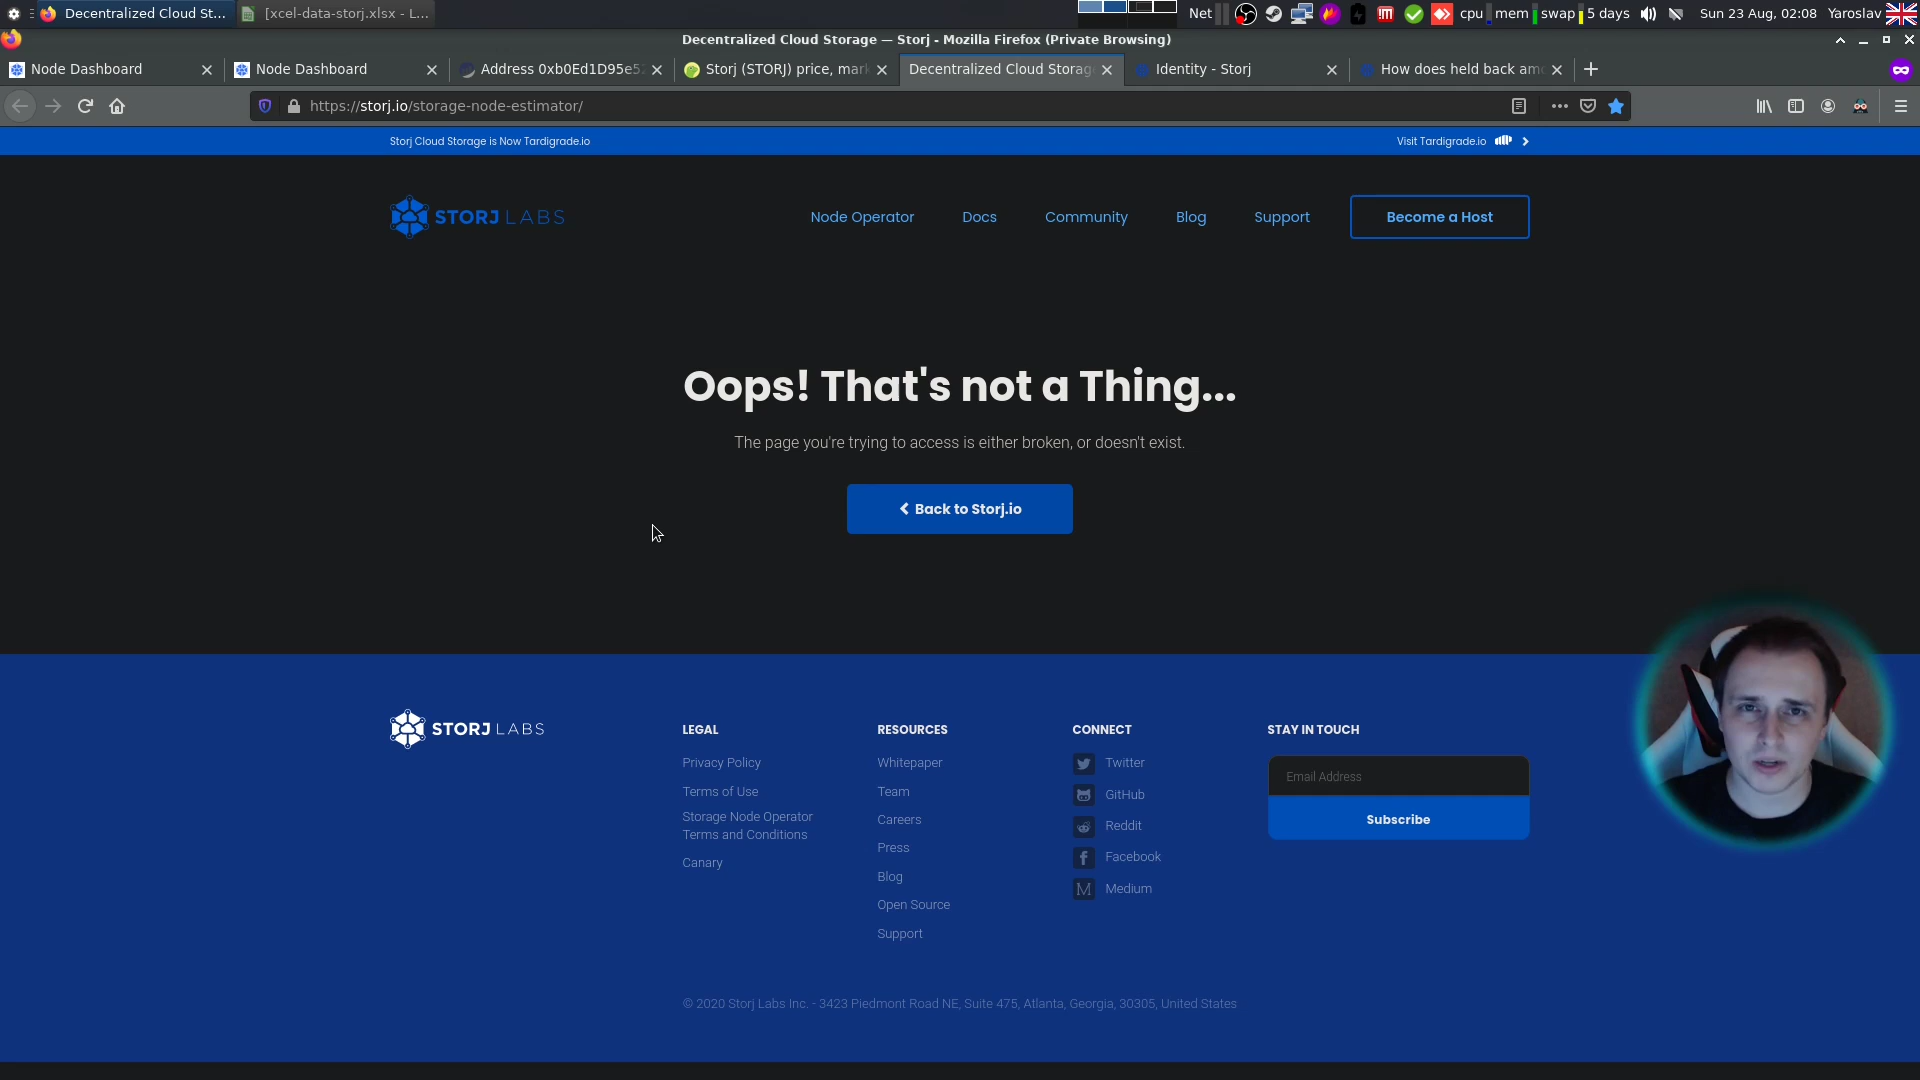 Decentralized Cloud St...
[xcel-data-storj.xlsx - L...
Net
cpu
mem
swap
5 days
Sun 23 Aug, 02:08
Yaroslav
Decentralized Cloud Storage — Storj - Mozilla Firefox (Private Browsing)
Node Dashboard
Node Dashboard
Address 0xb0Ed1D95e5
Storj (STORJ) price, mar
Decentralized Cloud Storag
Identity - Storj
How does held back am
https://storj.io/storage-node-estimator/
Storj Cloud Storage is Now Tardigrade.io
Visit Tardigrade.io
STORJ LABS
Node Operator
Docs
Community
Blog
Support
Become a Host
Oops! That's not a Thing...
The page you're trying to access is either broken, or doesn't exist.
Back to Storj.io
STORJ LABS
LEGAL
Privacy Policy
Terms of Use
Storage Node Operator
Terms and Conditions
Canary
RESOURCES
Whitepaper
Team
Careers
Press
Blog
Open Source
Support
CONNECT
Twitter
GitHub
Reddit
Facebook
Medium
STAY IN TOUCH
Email Address
Subscribe
© 2020 Storj Labs Inc. - 3423 Piedmont Road NE, Suite 475, Atlanta, Georgia, 30305, United States